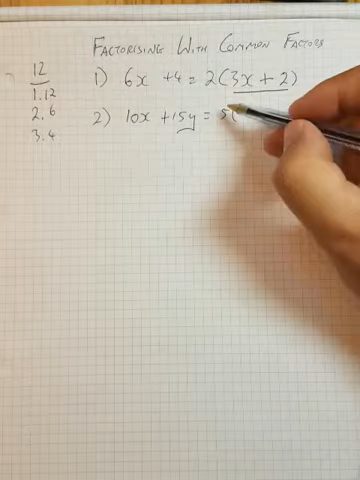 FACTORISING WITH COMMON FACTORS
12
1.12
2.6
3.4
1) 6x + 4 = 2(3x + 2)
2) 10x + 15y = 5(